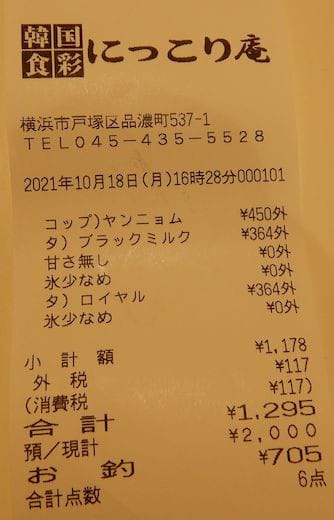 韓国食彩 にっこり庵
横浜市戸塚区品濃町537-1
TEL045-435-5528
2021年10月18日(月)16時28分000101
コップ)ヤンニョム ¥450外
タ) ブラックミルク ¥364外
甘さ無し ¥0外
氷少なめ ¥0外
タ) ロイヤル ¥364外
氷少なめ ¥0外
小計額 ¥1,178
外税 ¥117
(消費税 ¥117)
合計 ¥1,295
預/現計 ¥2,000
お釣 ¥705
合計点数 6点